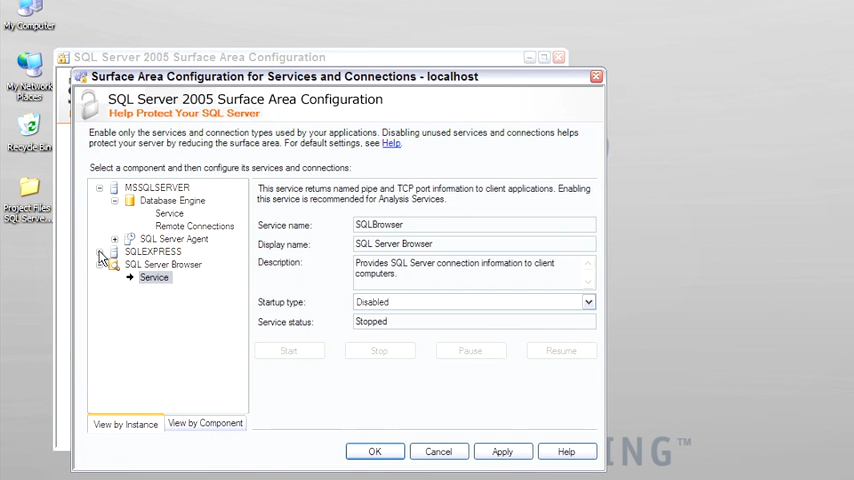 My Computer
My Network
Places
Recycle Bin
Project Files
SQL Serve...
SQL Server 2005 Surface Area Configuration
Surface Area Configuration for Services and Connections - localhost
SQL Server 2005 Surface Area Configuration
Help Protect Your SQL Server
Enable only the services and connection types used by your applications. Disabling unused services and connections helps
protect your server by reducing the surface area. For default settings, see Help.
Select a component and then configure its services and connections:
MSSQLSERVER
Database Engine
Service
Remote Connections
SQL Server Agent
SQLEXPRESS
SQL Server Browser
Service
View by Instance
View by Component
This service returns named pipe and TCP port information to client applications. Enabling
this service is recommended for Analysis Services.
Service name: SQLBrowser
Display name: SQL Server Browser
Description: Provides SQL Server connection information to client
computers.
Startup type: Disabled
Service status: Stopped
Start Stop Pause Resume
OK Cancel Apply Help
ING™